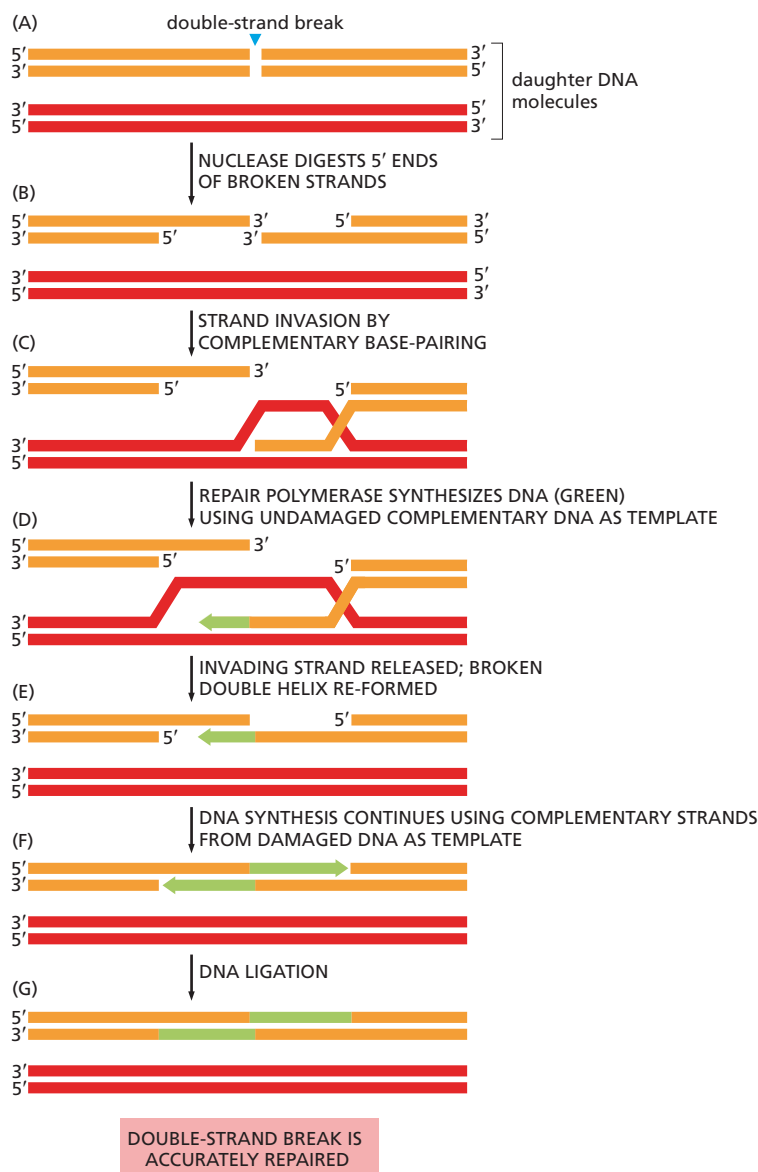 (A)
double-strand break
5′ 3′
3′ 5′
daughter DNA
molecules
3′ 5′
5′ 3′
NUCLEASE DIGESTS 5′ ENDS
OF BROKEN STRANDS
(B)
5′ 3′ 5′ 3′
3′ 5′ 3′ 5′
3′ 5′
5′ 3′
STRAND INVASION BY
COMPLEMENTARY BASE-PAIRING
(C)
5′ 3′
3′ 5′ 5′
3′
5′
REPAIR POLYMERASE SYNTHESIZES DNA (GREEN)
USING UNDAMAGED COMPLEMENTARY DNA AS TEMPLATE
(D)
5′ 3′
3′ 5′ 5′
3′
5′
INVADING STRAND RELEASED; BROKEN
DOUBLE HELIX RE-FORMED
(E)
5′ 5′
3′ 5′
3′
5′
DNA SYNTHESIS CONTINUES USING COMPLEMENTARY STRANDS
FROM DAMAGED DNA AS TEMPLATE
(F)
5′
3′
3′
5′
DNA LIGATION
(G)
5′
3′
3′
5′
DOUBLE-STRAND BREAK IS
ACCURATELY REPAIRED